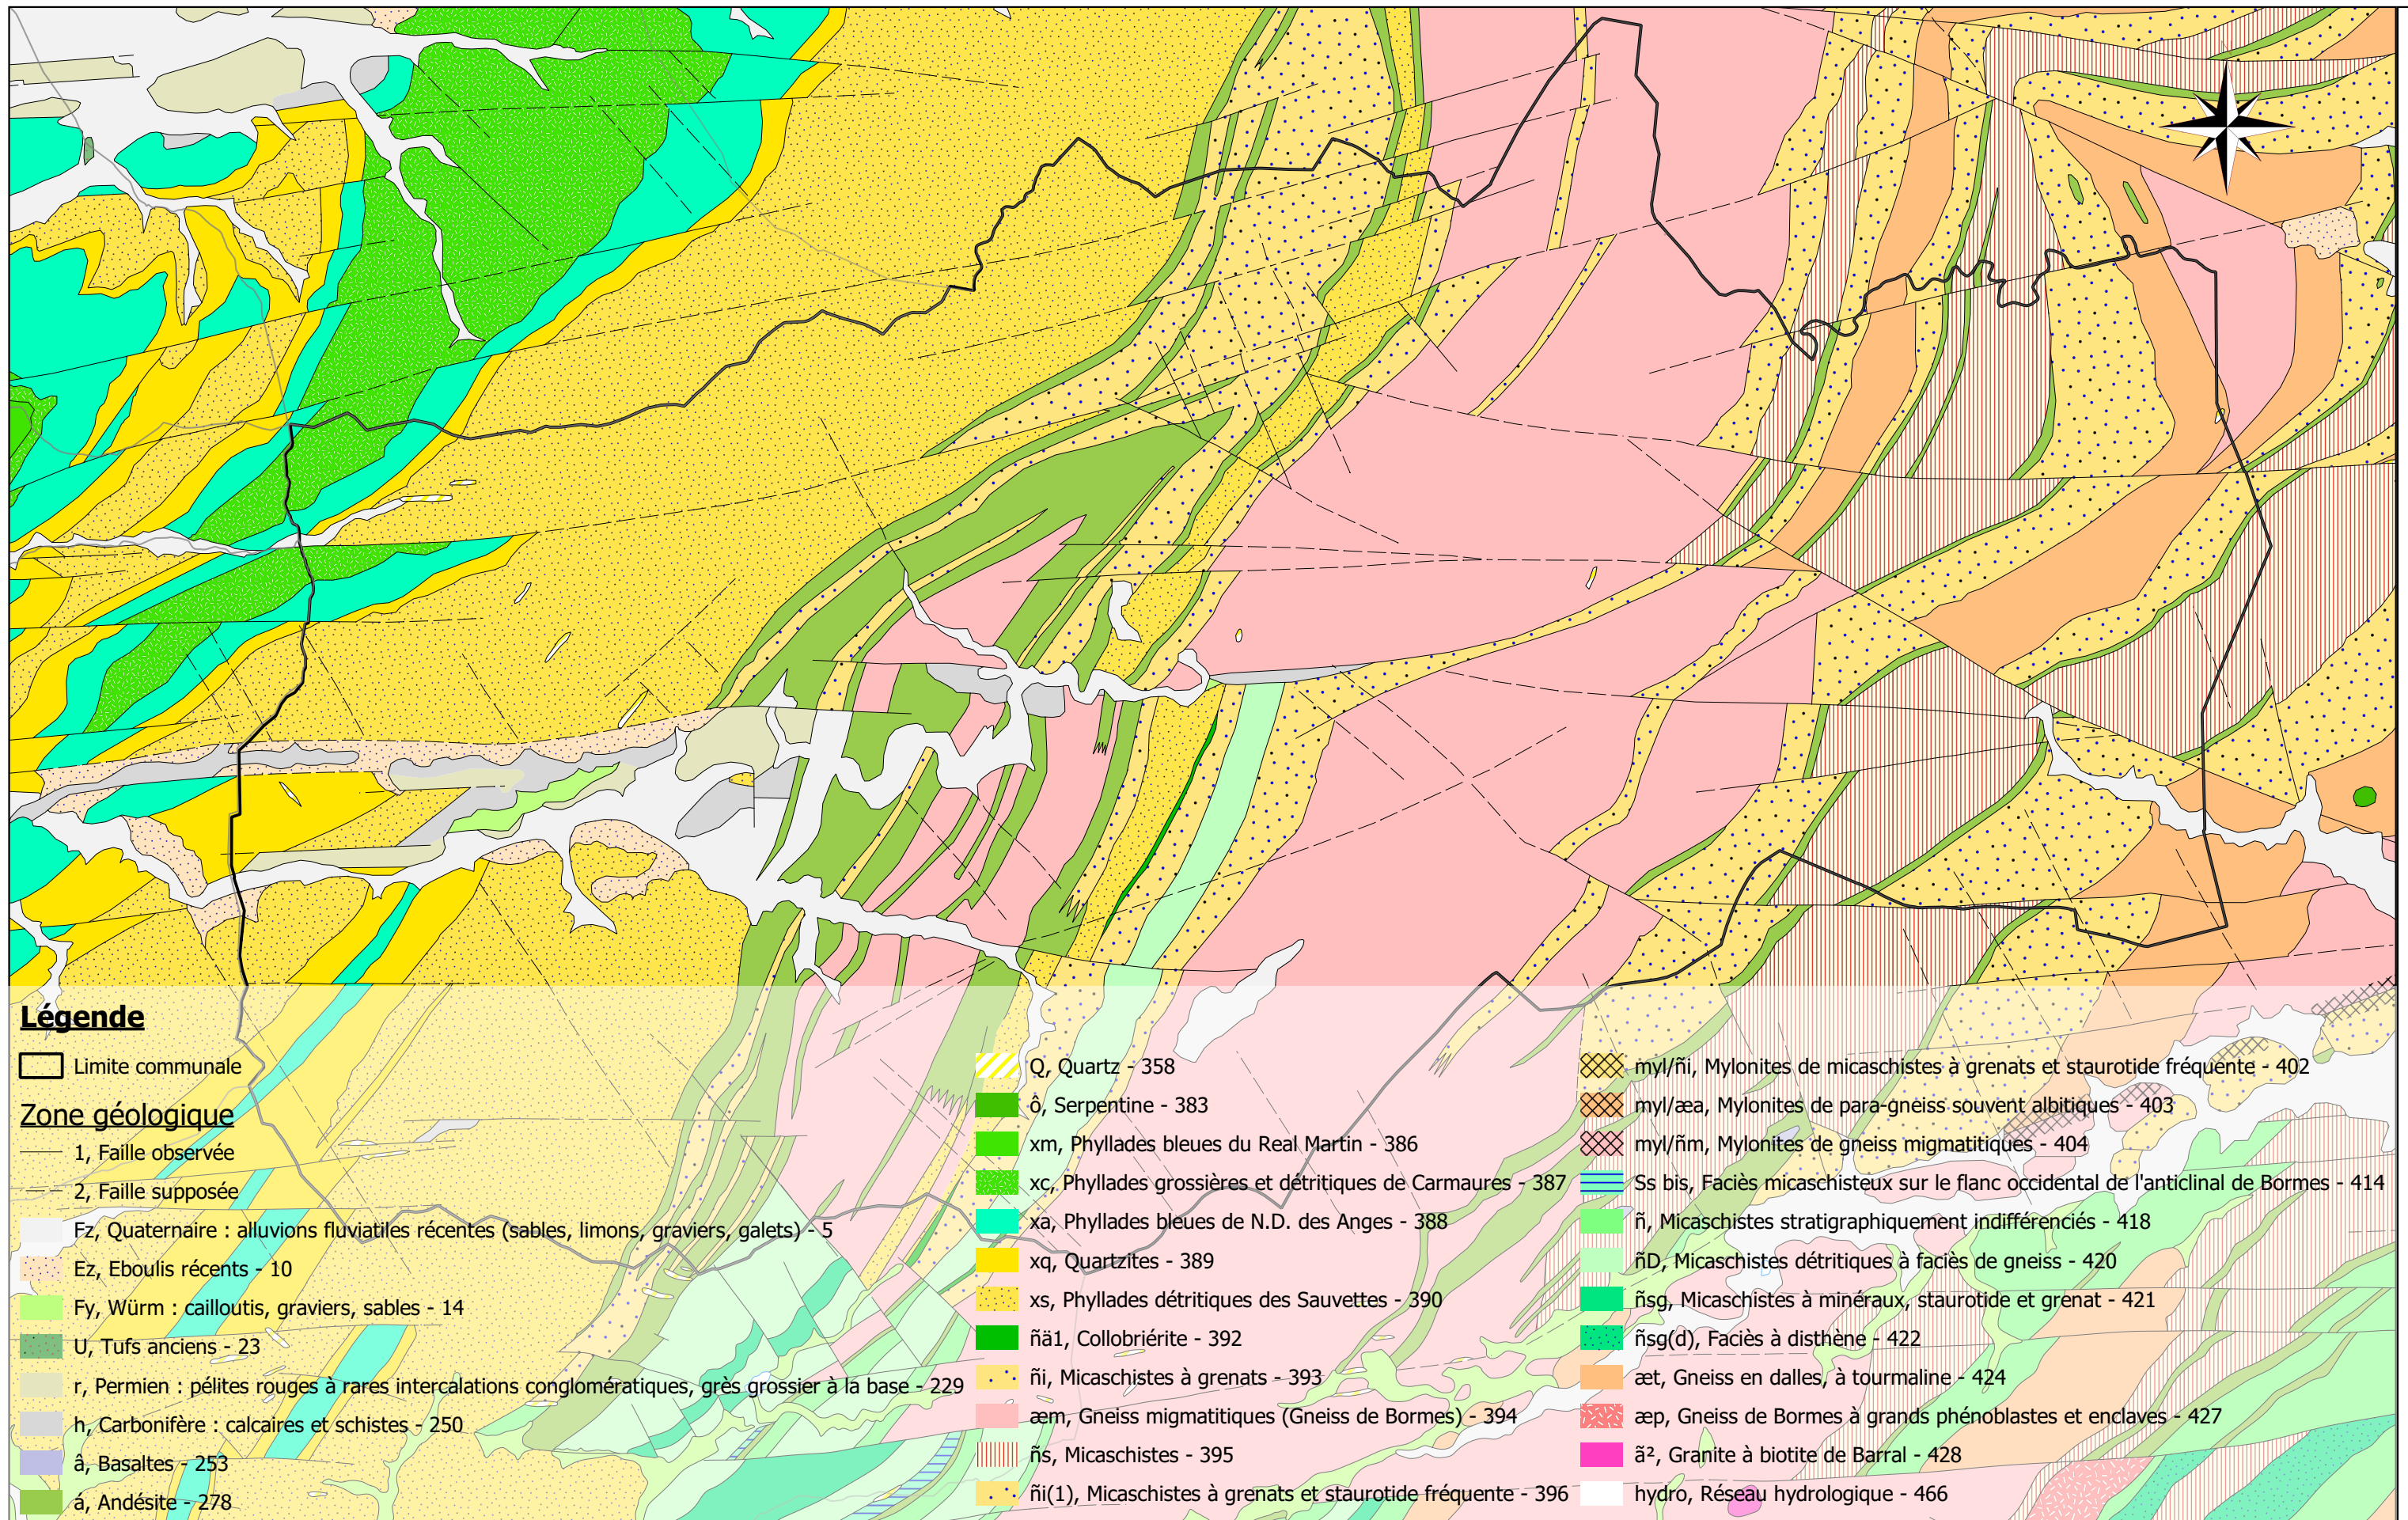 Légende
Limite communale
Zone géologique
1, Faille observée
2, Faille supposée
Fz, Quaternaire : alluvions fluviatiles récentes (sables, limons, graviers, galets) - 5
Ez, Eboulis récents - 10
Fy, Würm : cailloutis, graviers, sables - 14
U, Tufs anciens - 23
r, Permien : pélites rouges à rares intercalations conglomératiques, grès grossier à la base - 229
h, Carbonifère : calcaires et schistes - 250
â, Basaltes - 253
á, Andésite - 278
Q, Quartz - 358
ô, Serpentine - 383
xm, Phyllades bleues du Real Martin - 386
xc, Phyllades grossières et détritiques de Carmaures - 387
xa, Phyllades bleues de N.D. des Anges - 388
xq, Quartzites - 389
xs, Phyllades détritiques des Sauvettes - 390
ñä1, Collobriérite - 392
ñi, Micaschistes à grenats - 393
æm, Gneiss migmatitiques (Gneiss de Bormes) - 394
ñs, Micaschistes - 395
ñi(1), Micaschistes à grenats et staurotide fréquente - 396
myl/ñi, Mylonites de micaschistes à grenats et staurotide fréquente - 402
myl/æa, Mylonites de para-gneiss souvent albitiques - 403
myl/ñm, Mylonites de gneiss migmatitiques - 404
Ss bis, Faciès micaschisteux sur le flanc occidental de l'anticlinal de Bormes - 414
ñ, Micaschistes stratigraphiquement indifférenciés - 418
ñD, Micaschistes détritiques à faciès de gneiss - 420
ñsg, Micaschistes à minéraux, staurotide et grenat - 421
ñsg(d), Faciès à disthène - 422
æt, Gneiss en dalles, à tourmaline - 424
æp, Gneiss de Bormes à grands phénoblastes et enclaves - 427
ã², Granite à biotite de Barral - 428
hydro, Réseau hydrologique - 466